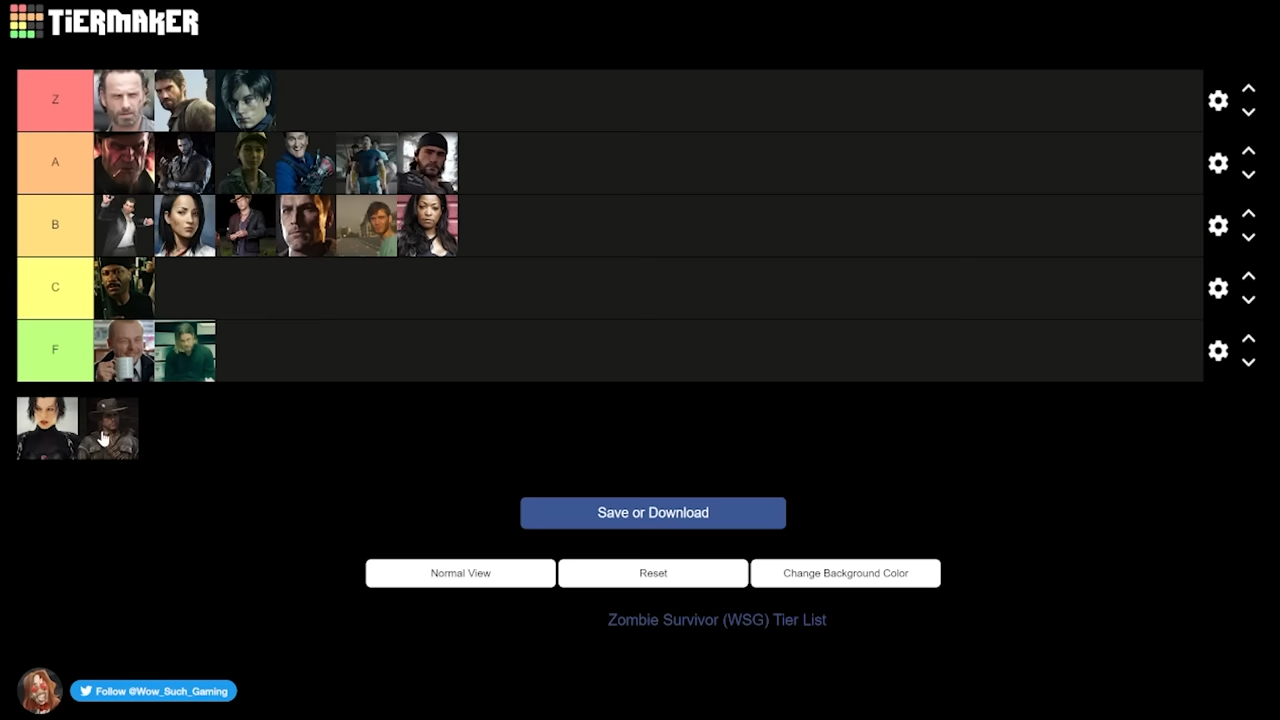 TiERMAKER
Z
A
B
C
F
Save or Download
Normal View
Reset
Change Background Color
Zombie Survivor (WSG) Tier List
Follow @Wow_Such_Gaming